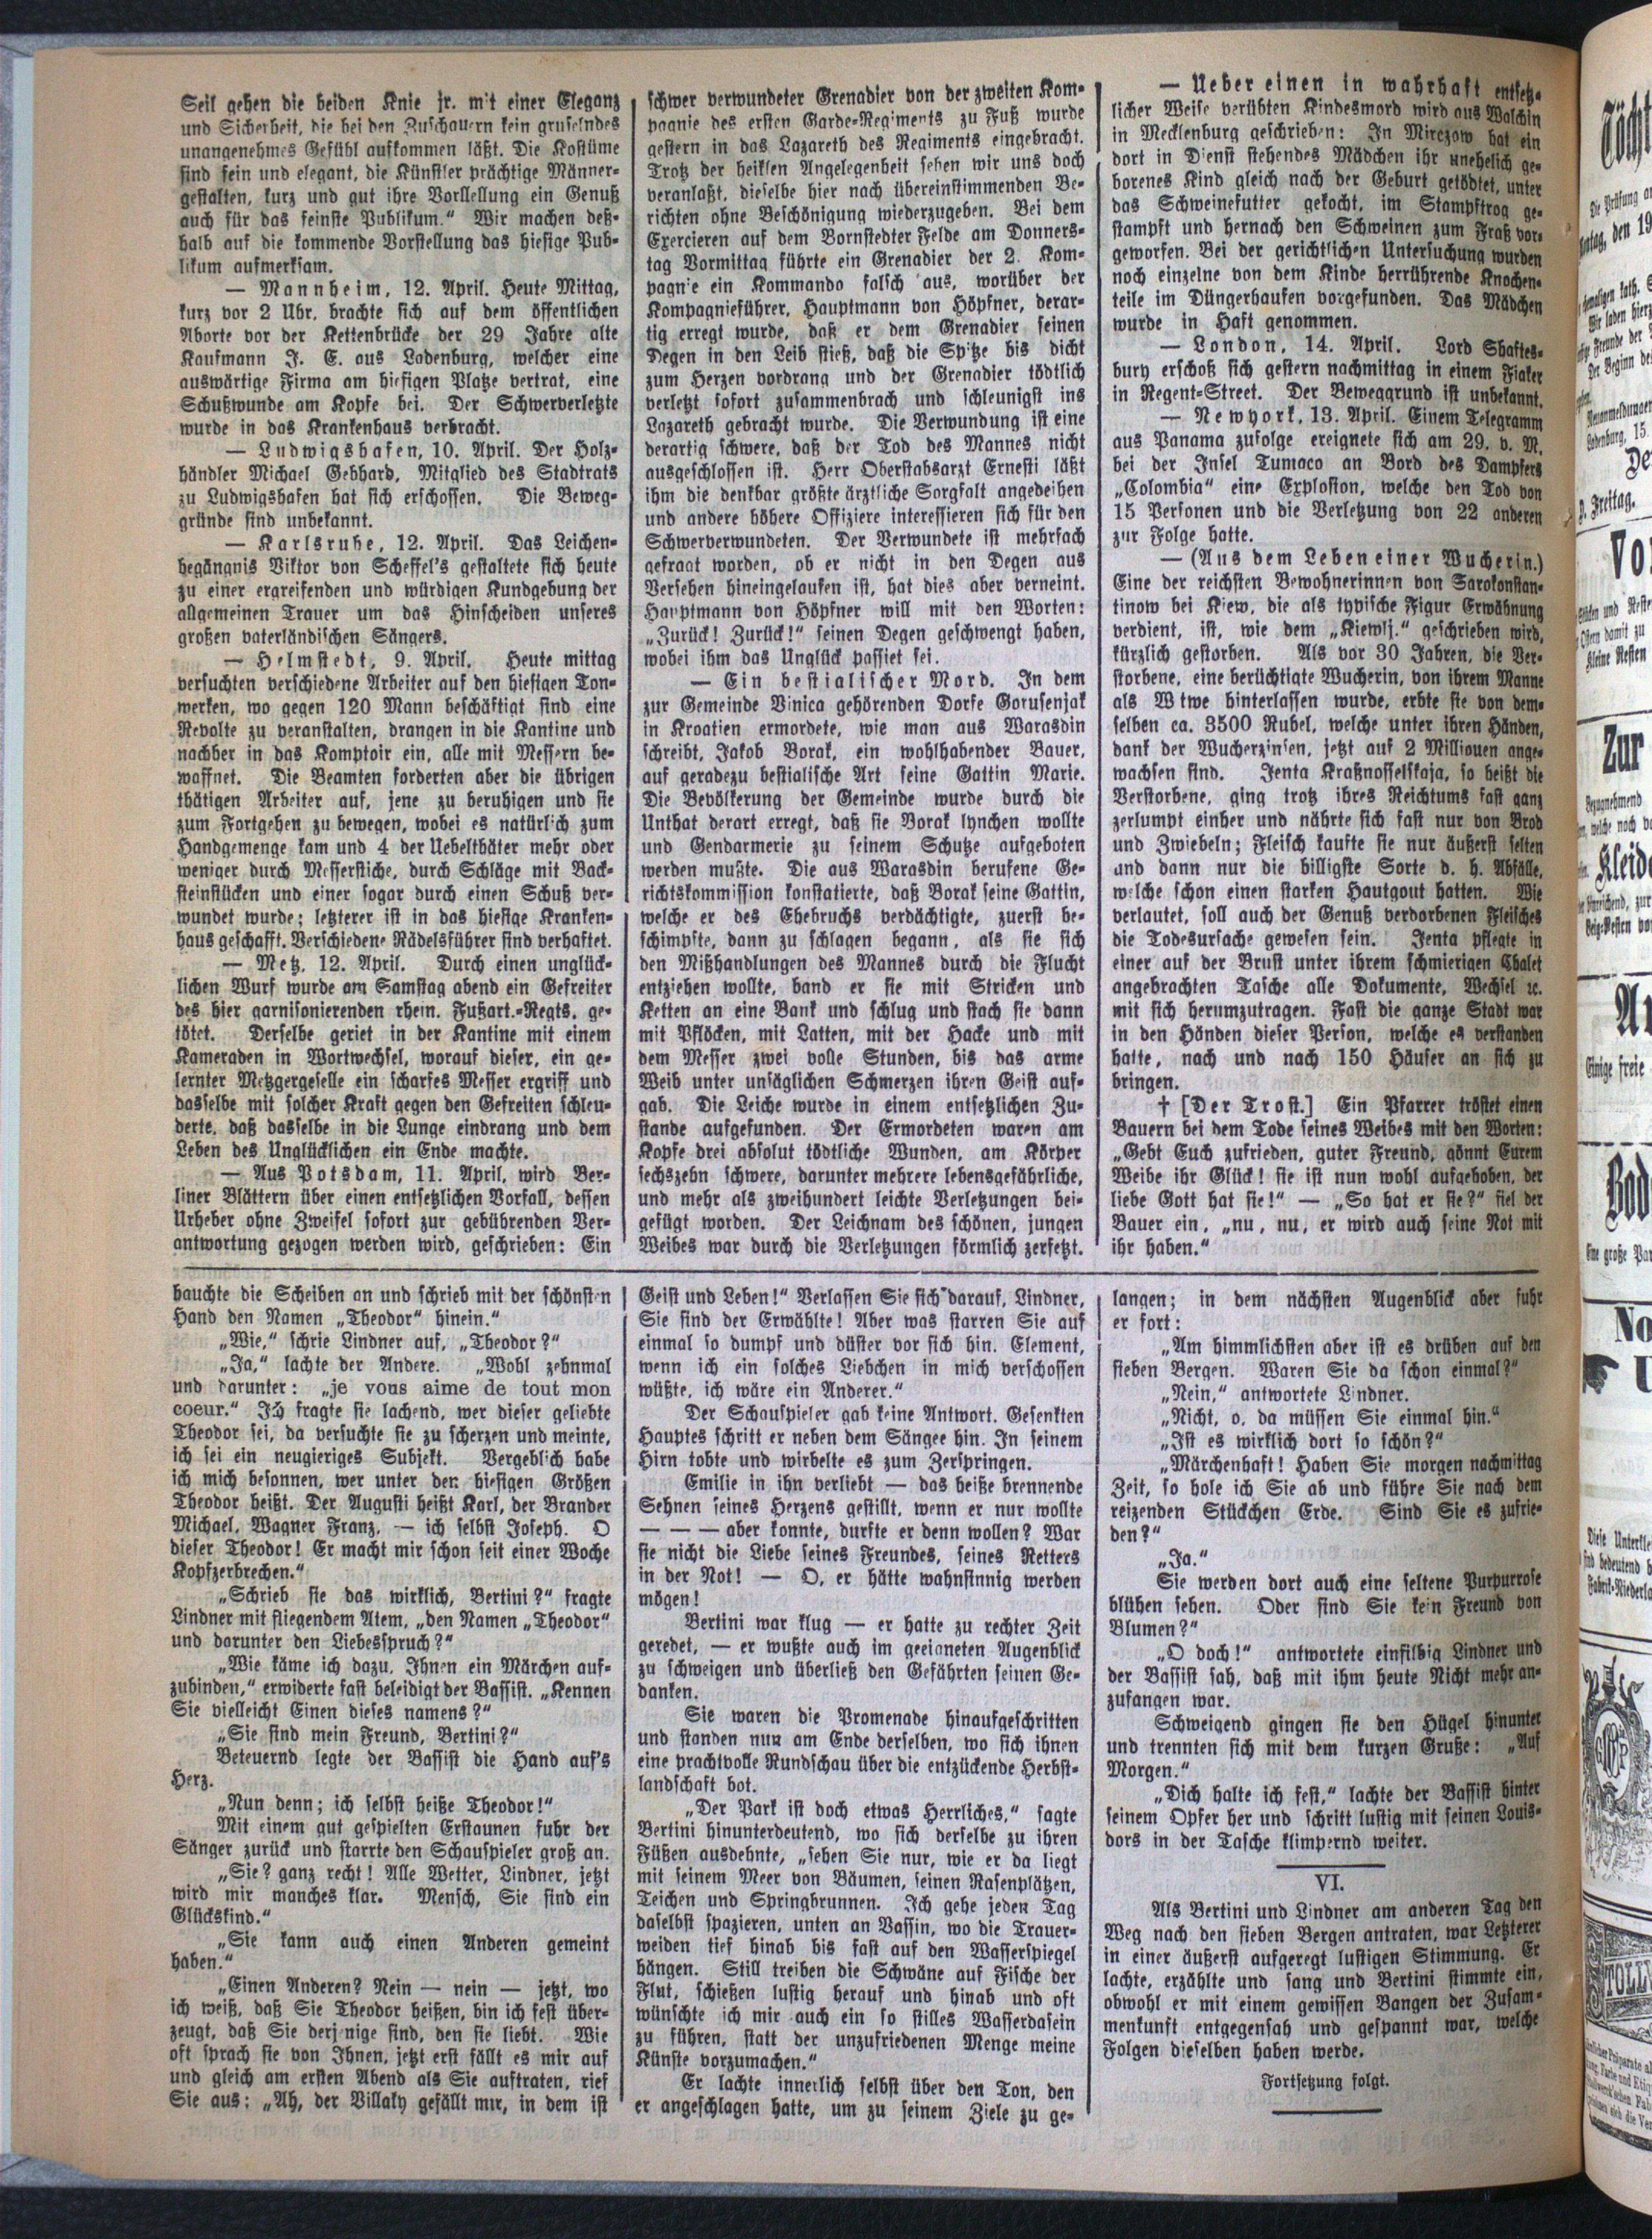 Seil gehen die beiden Knie jr. mit einer Eleganz
und Sicherheit, die bei den Zuschauern kein gruselndes
unangenehmes Gefühl aufkommen läßt. Die Kostüme
sind fein und elegant, die Künstler prächtige Männer-
gestalten, kurz und gut ihre Vorllellung ein Genuß
auch für das feinste Publikum.“ Wir machen deß-
halb auf die kommende Vorstellung das hiesige Pub-
likum aufmerksam.
— Mannheim, 12. April. Heute Mittag,
kurz vor 2 Uhr, brachte sich auf dem öffentlichen
Aborte vor der Kettenbrücke der 29 Jahre alte
Kaufmann J. E. aus Ladenburg, welcher eine
auswärtige Firma am hiesigen Platze vertrat, eine
Schußwunde am Kopfe bei. Der Schwerverletzte
wurde in das Krankenhaus verbracht.
— Ludwigshafen, 10. April. Der Holz-
händler Michael Gebhard, Mitglied des Stadtrats
zu Ludwigshafen hat sich erschossen. Die Beweg-
gründe sind unbekannt.
— Karlsruhe, 12. April. Das Leichen-
begängnis Viktor von Scheffel's gestaltete sich heute
zu einer ergreifenden und würdigen Kundgebung der
allgemeinen Trauer um das Hinscheiden unseres
großen vaterländischen Sängers.
— Helmstedt, 9. April. Heute mittag
versuchten verschiedene Arbeiter auf den hiesigen Ton-
werken, wo gegen 120 Mann beschäftigt sind eine
Revolte zu veranstalten, drangen in die Kantine und
nachher in das Komptoir ein, alle mit Messern be-
waffnet. Die Beamten forderten aber die übrigen
thätigen Arbeiter auf, jene zu beruhigen und sie
zum Fortgehen zu bewegen, wobei es natürlich zum
Handgemenge kam und 4 der Uebelthäter mehr oder
weniger durch Messerstiche, durch Schläge mit Back-
steinstücken und einer sogar durch einen Schuß ver-
wundet wurde; letzterer ist in das hiesige Kranken-
haus geschafft. Verschiedene Rädelsführer sind verhaftet.
— Metz, 12. April. Durch einen unglück-
lichen Wurf wurde am Samstag abend ein Gefreiter
des hier garnisonierenden rhein. Fußart.-Regts. ge-
tötet. Derselbe geriet in der Kantine mit einem
Kameraden in Wortwechsel, worauf dieser, ein ge-
lernter Metzgergeselle ein scharfes Messer ergriff und
dasselbe mit solcher Kraft gegen den Gefreiten schleu-
derte, daß dasselbe in die Lunge eindrang und dem
Leben des Unglücklichen ein Ende machte.
— Aus Potsdam, 11. April, wird Ber-
liner Blättern über einen entsetzlichen Vorfall, dessen
Urheber ohne Zweifel sofort zur gebührenden Ver-
antwortung gezogen werden wird, geschrieben: Ein
schwer verwundeter Grenadier von der zweiten Kom-
pagnie des ersten Garde-Regiments zu Fuß wurde
gestern in das Lazareth des Regiments eingebracht.
Trotz der heiklen Angelegenheit sehen wir uns doch
veranlaßt, dieselbe hier nach übereinstimmenden Be-
richten ohne Beschönigung wiederzugeben. Bei dem
Exercieren auf dem Bornstedter Felde am Donners-
tag Vormittag führte ein Grenadier der 2. Kom-
pagnie ein Kommando falsch aus, worüber der
Kompagnieführer, Hauptmann von Höpfner, derar-
tig erregt wurde, daß er dem Grenadier seinen
Degen in den Leib stieß, daß die Spitze bis dicht
zum Herzen vordrang und der Grenadier tödtlich
verletzt sofort zusammenbrach und schleunigst ins
Lazareth gebracht wurde. Die Verwundung ist eine
derartig schwere, daß der Tod des Mannes nicht
ausgeschlossen ist. Herr Oberstabsarzt Ernesti läßt
ihm die denkbar größte ärztliche Sorgfalt angedeihen
und andere höhere Offiziere interessieren sich für den
Schwerverwundeten. Der Verwundete ist mehrfach
gefragt worden, ob er nicht in den Degen aus
Versehen hineingelaufen ist, hat dies aber verneint.
Hauptmann von Höpfner will mit den Worten:
„Zurück! Zurück!“ seinen Degen geschwengt haben,
wobei ihm das Unglück passiet sei.
— Ein bestialischer Mord. In dem
zur Gemeinde Vinica gehörenden Dorfe Gorusenjak
in Kroatien ermordete, wie man aus Warasdin
schreibt, Jakob Borak, ein wohlhabender Bauer,
auf geradezu bestialische Art seine Gattin Marie.
Die Bevölkerung der Gemeinde wurde durch die
Unthat derart erregt, daß sie Borak lynchen wollte
und Gendarmerie zu seinem Schutze aufgeboten
werden mußte. Die aus Warasdin berufene Ge-
richtskommission konstatierte, daß Borak seine Gattin,
welche er des Ehebruchs verdächtigte, zuerst be-
schimpfte, dann zu schlagen begann, als sie sich
den Mißhandlungen des Mannes durch die Flucht
entziehen wollte, band er sie mit Stricken und
Ketten an eine Bank und schlug und stach sie dann
mit Pflöcken, mit Latten, mit der Hacke und mit
dem Messer zwei volle Stunden, bis das arme
Weib unter unsäglichen Schmerzen ihren Geist auf-
gab. Die Leiche wurde in einem entsetzlichen Zu-
stande aufgefunden. Der Ermordeten waren am
Kopfe drei absolut tödtliche Wunden, am Körper
sechszehn schwere, darunter mehrere lebensgefährliche,
und mehr als zweihundert leichte Verletzungen bei-
gefügt worden. Der Leichnam des schönen, jungen
Weibes war durch die Verletzungen förmlich zerfetzt.
— Ueber einen in wahrhaft entsetz-
licher Weise verübten Kindesmord wird aus Malchin
in Mecklenburg geschrieben: In Mirczow hat ein
dort in Dienst stehendes Mädchen ihr unehelich ge-
borenes Kind gleich nach der Geburt getödtet, unter
das Schweinefutter gekocht, im Stampftrog ge-
stampft und hernach den Schweinen zum Fraß vor-
geworfen. Bei der gerichtlichen Untersuchung wurden
noch einzelne von dem Kinde herrührende Knochen-
teile im Düngerhaufen vorgefunden. Das Mädchen
wurde in Haft genommen.
— London, 14. April. Lord Shaftes-
bury erschoß sich gestern nachmittag in einem Fiaker
in Regent-Street. Der Beweggrund ist unbekannt.
— Newyork, 13. April. Einem Telegramm
aus Panama zufolge ereignete sich am 29. v. M.
bei der Insel Tumaco an Bord des Dampfers
„Colombia“ eine Explosion, welche den Tod von
15 Personen und die Verletzung von 22 anderen
zur Folge hatte.
— (Aus dem Leben einer Wucherin.)
Eine der reichsten Bewohnerinnen von Sarokonstan-
tinow bei Kiew, die als typische Figur Erwähnung
verdient, ist, wie dem „Kiewlj.“ geschrieben wird,
kürzlich gestorben. Als vor 30 Jahren, die Ver-
storbene, eine berüchtigte Wucherin, von ihrem Manne
als Witwe hinterlassen wurde, erbte sie von dem-
selben ca. 3500 Rubel, welche unter ihren Händen,
dank der Wucherzinsen, jetzt auf 2 Milliouen ange-
wachsen sind. Jenta Kraßnosselskaja, so heißt die
Verstorbene, ging trotz ihres Reichtums fast ganz
zerlumpt einher und nährte sich fast nur von Brod
und Zwiebeln; Fleisch kaufte sie nur äußerst selten
und dann nur die billigste Sorte d. h. Abfälle,
welche schon einen starken Hautgout hatten. Wie
verlautet, soll auch der Genuß verdorbenen Fleisches
die Todesursache gewesen sein. Jenta pflegte in
einer auf der Brust unter ihrem schmierigen Chalet
angebrachten Tasche alle Dokumente, Wechsel ꝛc.
mit sich herumzutragen. Fast die ganze Stadt war
in den Händen dieser Person, welche es verstanden
hatte, nach und nach 150 Häuser an sich zu
bringen.
† [Der Trost.] Ein Pfarrer tröstet einen
Bauern bei dem Tode seines Weibes mit den Worten:
„Gebt Euch zufrieden, guter Freund, gönnt Eurem
Weibe ihr Glück! sie ist nun wohl aufgehoben, der
liebe Gott hat sie!“ — „So hat er sie?“ fiel der
Bauer ein, „nu, nu, er wird auch seine Not mit
ihr haben.“
hauchte die Scheiben an und schrieb mit der schönsten
Hand den Namen „Theodor“ hinein.“
„Wie,“ schrie Lindner auf, „Theodor?“
„Ja,“ lachte der Andere. „Wohl zehnmal
und darunter: „je vous aime de tout mon
coeur.“ Ich fragte sie lachend, wer dieser geliebte
Theodor sei, da versuchte sie zu scherzen und meinte,
ich sei ein neugieriges Subjekt. Vergeblich habe
ich mich besonnen, wer unter den hiesigen Größen
Theodor heißt. Der Augusti heißt Karl, der Brander
Michael, Wagner Franz, — ich selbst Joseph. O
dieser Theodor! Er macht mir schon seit einer Woche
Kopfzerbrechen.“
„Schrieb sie das wirklich, Bertini?“ fragte
Lindner mit fliegendem Atem, „den Namen „Theodor“
und darunter den Liebesspruch?“
„Wie käme ich dazu, Ihnen ein Märchen auf-
zubinden,“ erwiderte fast beleidigt der Bassist. „Kennen
Sie vielleicht Einen dieses namens?“
„Sie sind mein Freund, Bertini?“
Beteuernd legte der Bassist die Hand auf's
Herz.
„Nun denn; ich selbst heiße Theodor!“
Mit einem gut gespielten Erstaunen fuhr der
Sänger zurück und starrte den Schauspieler groß an.
„Sie? ganz recht! Alle Wetter, Lindner, jetzt
wird mir manches klar. Mensch, Sie sind ein
Glückskind.“
„Sie kann auch einen Anderen gemeint
haben.“
„Einen Anderen? Nein — nein — jetzt, wo
ich weiß, daß Sie Theodor heißen, bin ich fest über-
zeugt, daß Sie derjenige sind, den sie liebt. Wie
oft sprach sie von Ihnen, jetzt erst fällt es mir auf
und gleich am ersten Abend als Sie auftraten, rief
Sie aus: „Ah, der Villaky gefällt mir, in dem ist
Geist und Leben!“ Verlassen Sie sich darauf, Lindner,
Sie sind der Erwählte! Aber was starren Sie auf
einmal so dumpf und düster vor sich hin. Element,
wenn ich ein solches Liebchen in mich verschossen
wüßte, ich wäre ein Anderer.“
Der Schauspieler gab keine Antwort. Gesenkten
Hauptes schritt er neben dem Sängee hin. In seinem
Hirn tobte und wirbelte es zum Zerspringen.
Emilie in ihn verliebt — das heiße brennende
Sehnen seines Herzens gestillt, wenn er nur wollte
— — — aber konnte, durfte er denn wollen? War
sie nicht die Liebe seines Freundes, seines Retters
in der Not! — O, er hätte wahnsinnig werden
mögen!
Bertini war klug — er hatte zu rechter Zeit
geredet, — er wußte auch im geeigneten Augenblick
zu schweigen und überließ den Gefährten seinen Ge-
danken.
Sie waren die Promenade hinaufgeschritten
und standen nun am Ende derselben, wo sich ihnen
eine prachtvolle Rundschau über die entzückende Herbst-
landschaft bot.
„Der Park ist doch etwas Herrliches,“ sagte
Bertini hinunterdeutend, wo sich derselbe zu ihren
Füßen ausdehnte, „sehen Sie nur, wie er da liegt
mit seinem Meer von Bäumen, seinen Rasenplätzen,
Teichen und Springbrunnen. Ich gehe jeden Tag
daselbst spazieren, unten an Bassin, wo die Trauer-
weiden tief hinab bis fast auf den Wasserspiegel
hängen. Still treiben die Schwäne auf Fische der
Flut, schießen lustig herauf und hinab und oft
wünschte ich mir auch ein so stilles Wasserdasein
zu führen, statt der unzufriedenen Menge meine
Künste vorzumachen.“
Er lachte innerlich selbst über den Ton, den
er angeschlagen hatte, um zu seinem Ziele zu ge-
langen; in dem nächsten Augenblick aber fuhr
er fort:
„Am himmlichsten aber ist es drüben auf den
sieben Bergen. Waren Sie da schon einmal?“
„Nein,“ antwortete Lindner.
„Nicht, o, da müssen Sie einmal hin.“
„Ist es wirklich dort so schön?“
„Märchenhaft! Haben Sie morgen nachmittag
Zeit, so hole ich Sie ab und führe Sie nach dem
reizenden Stückchen Erde. Sind Sie es zufrie-
den?“
„Ja.“
Sie werden dort auch eine seltene Purpurrose
blühen sehen. Oder sind Sie kein Freund von
Blumen?“
„O doch!“ antwortete einsilbig Lindner und
der Bassist sah, daß mit ihm heute Nicht mehr an-
zufangen war.
Schweigend gingen sie den Hügel hinunter
und trennten sich mit dem kurzen Gruße: „Auf
Morgen.“
„Dich halte ich fest,“ lachte der Bassist hinter
seinem Opfer her und schritt lustig mit seinen Louis-
dors in der Tasche klimpernd weiter.
VI.
Als Bertini und Lindner am anderen Tag den
Weg nach den sieben Bergen antraten, war Letzterer
in einer äußerst aufgeregt lustigen Stimmung. Er
lachte, erzählte und sang und Bertini stimmte ein,
obwohl er mit einem gewissen Bangen der Zusam-
menkunft entgegensah und gespannt war, welche
Folgen dieselben haben werde.
Fortsetzung folgt.
Die Prüfung
den 19
Der Beginn
Ladenburg, 15.
D. Freitag.
Zur
Kleid
Einige freie
Eine große
No
Diese
bedeutend